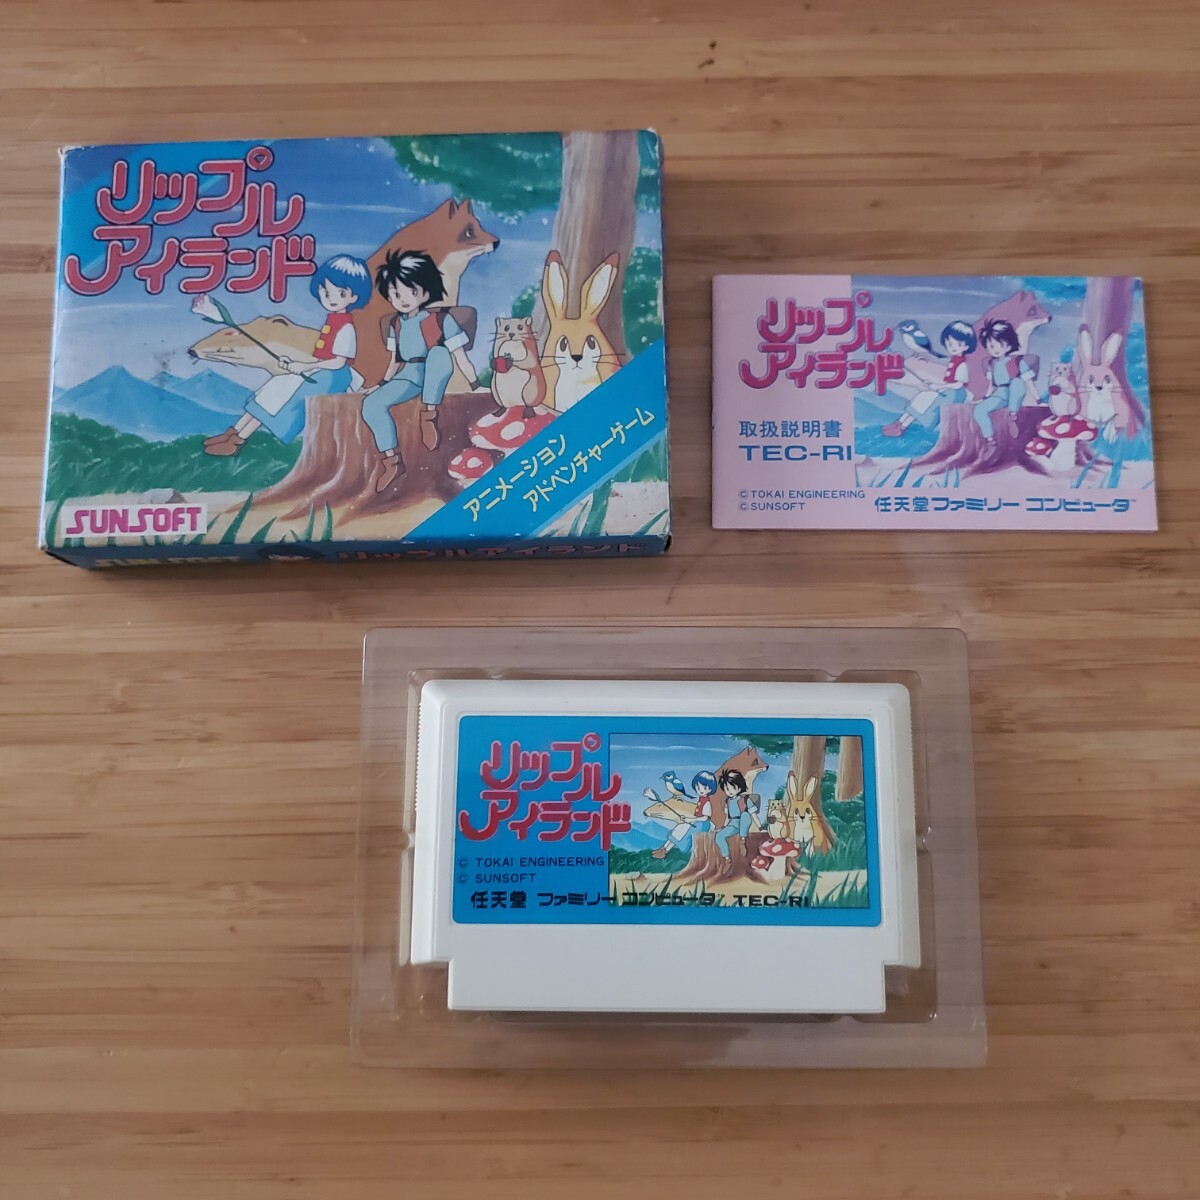 リップル
アイランド
アニメーション
アドベンチャーゲーム
SUNSOFT
リップルアイランド
リップル
アイランド
取扱説明書
TEC-RI
© TOKAI ENGINEERING
© SUNSOFT
任天堂 ファミリー コンピュータ™
リップル
アイランド
© TOKAI ENGINEERING
© SUNSOFT
任天堂 ファミリー コンピュータ™ TEC-RI